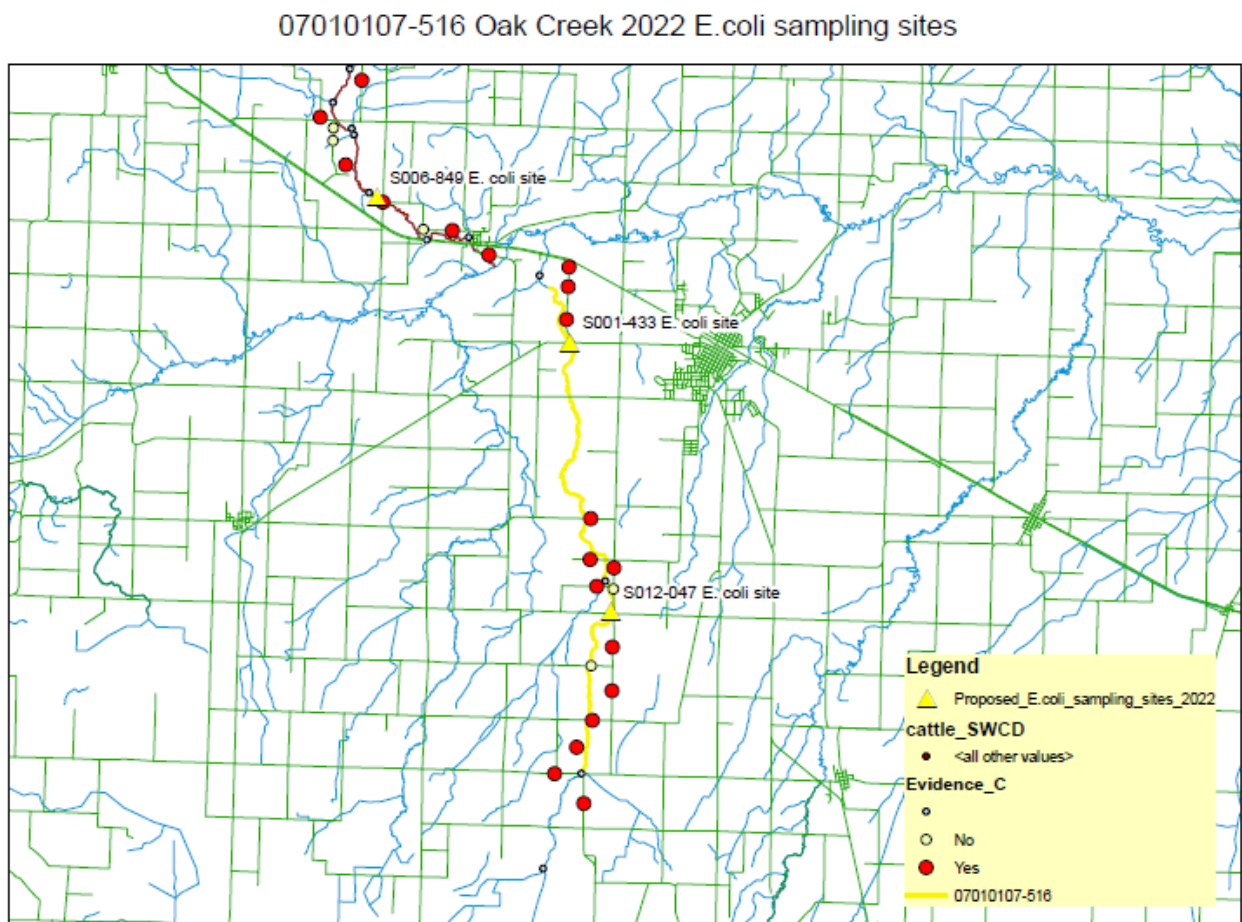 07010107-516 Oak Creek 2022 E.coli sampling sites
S006-849 E. coli site
S001-433 E. coli site
S012-047 E. coli site
Legend
Proposed_E.coli_sampling_sites_2022
cattle_SWCD
<all other values>
Evidence_C
No
Yes
07010107-516